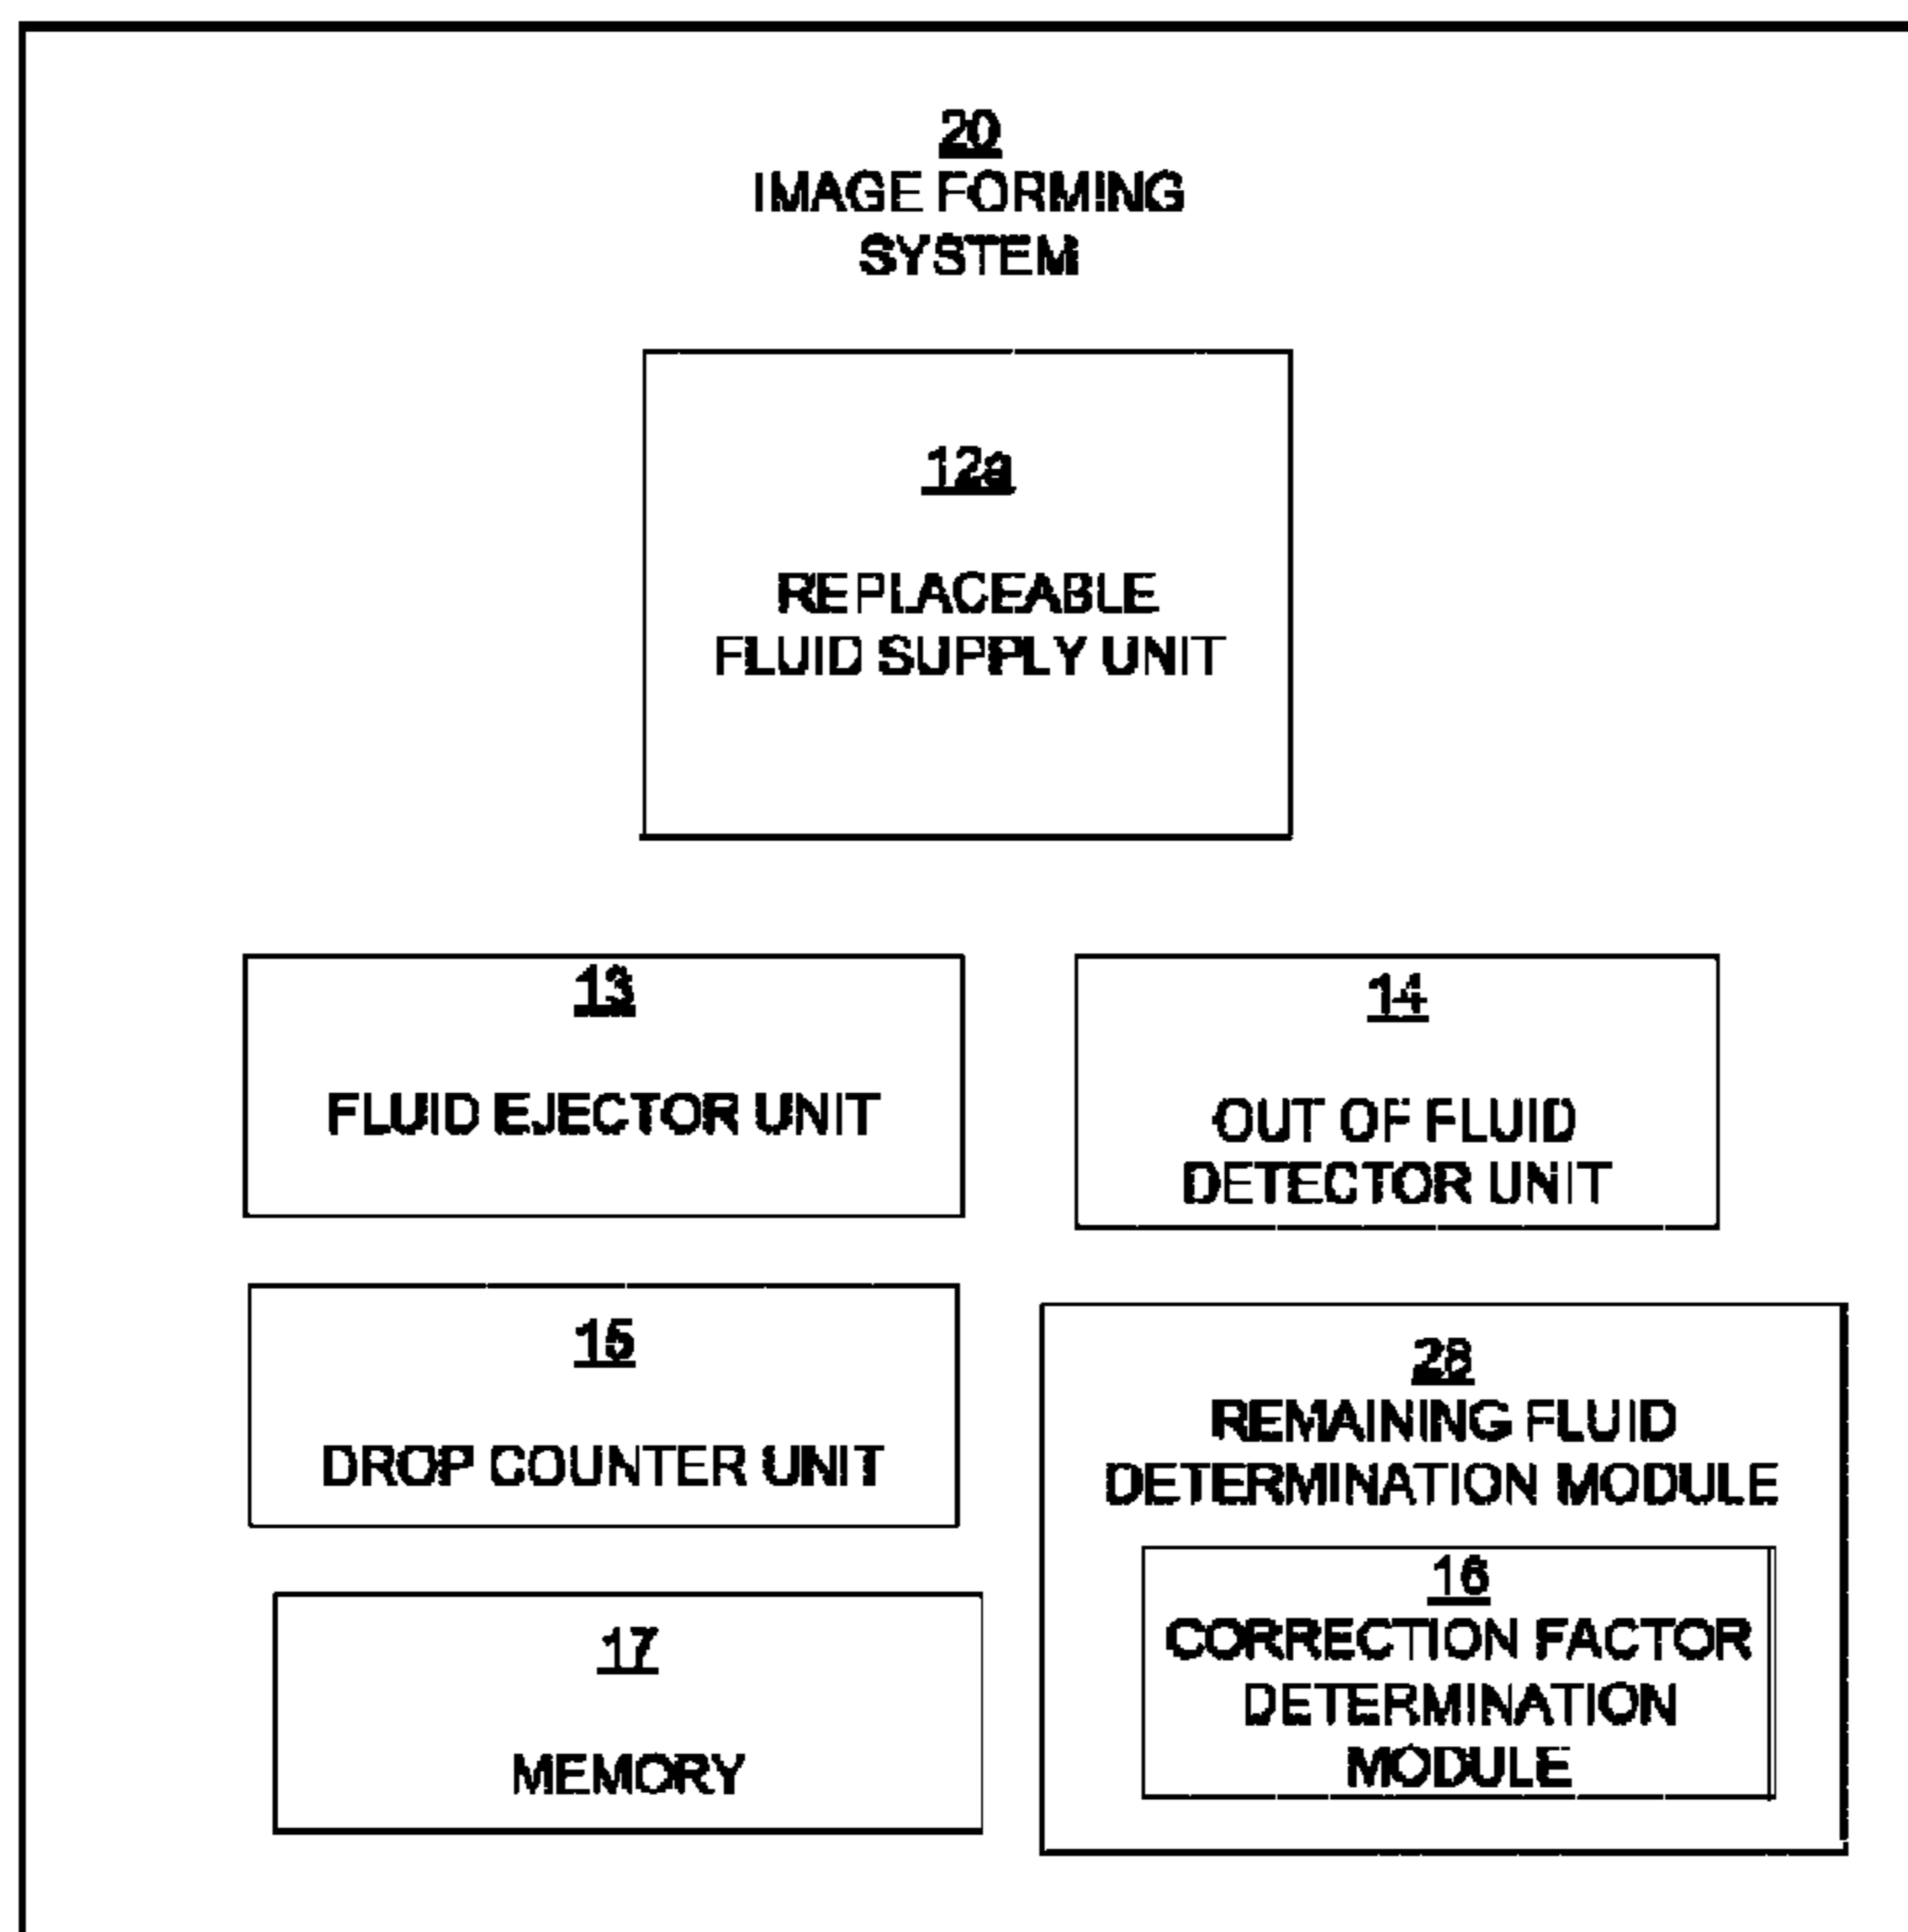 20
IMAGE FORMING
SYSTEM
12a
REPLACEABLE
FLUID SUPPLY UNIT
13
FLUID EJECTOR UNIT
14
OUT OF FLUID
DETECTOR UNIT
15
DROP COUNTER UNIT
28
REMAINING FLUID
DETERMINATION MODULE
16
CORRECTION FACTOR
DETERMINATION
MODULE
17
MEMORY